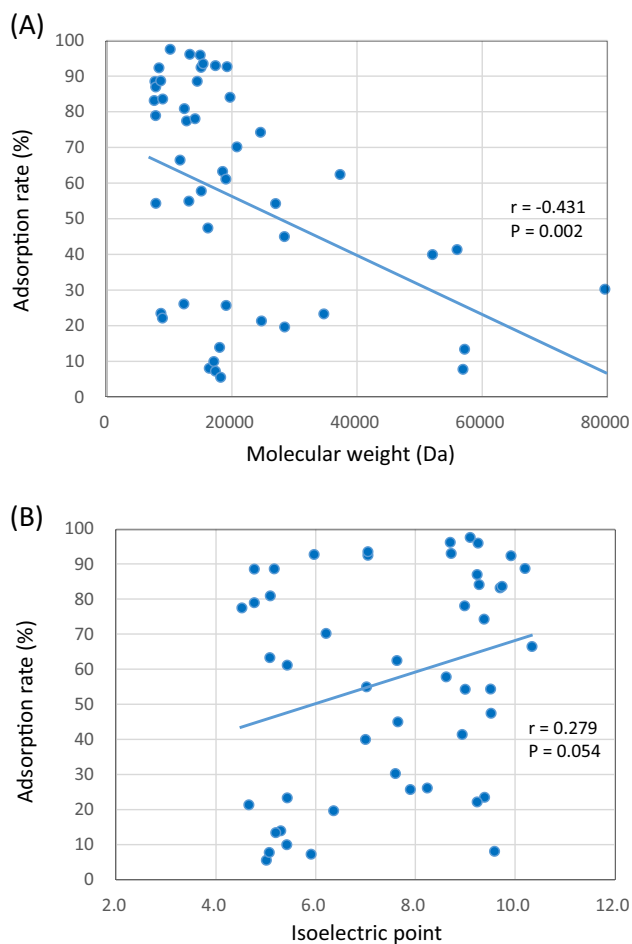 (A)
100
90
80
70
60
50
40
30
20
10
0
Adsorption rate (%)
r = -0.431
P = 0.002
0 20000 40000 60000 80000
Molecular weight (Da)
(B)
100
90
80
70
60
50
40
30
20
10
0
Adsorption rate (%)
r = 0.279
P = 0.054
2.0 4.0 6.0 8.0 10.0 12.0
Isoelectric point